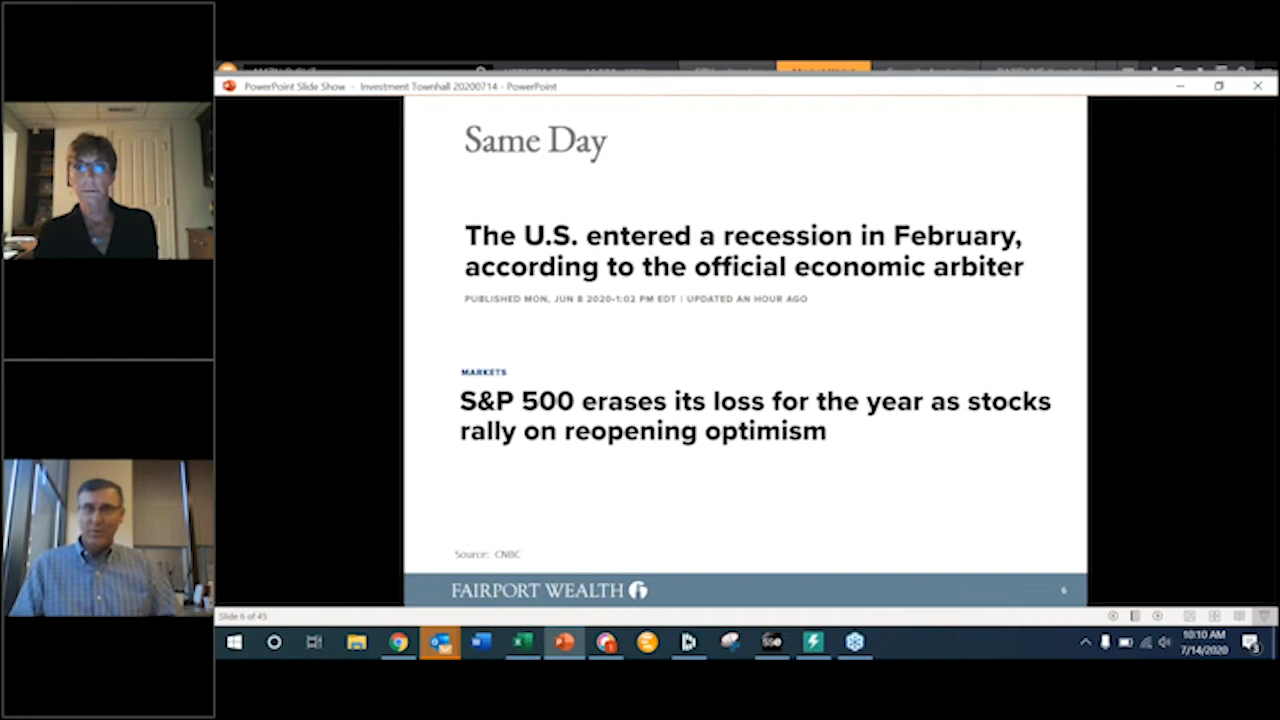 PowerPoint Slide Show - Investment Townhall 20200714 - PowerPoint
Same Day
The U.S. entered a recession in February,
according to the official economic arbiter
PUBLISHED MON, JUN 8 2020-1:02 PM EDT | UPDATED AN HOUR AGO
MARKETS
S&P 500 erases its loss for the year as stocks
rally on reopening optimism
Source: CNBC
FAIRPORT WEALTH
6
Slide 6 of 45
10:10 AM
7/14/2020